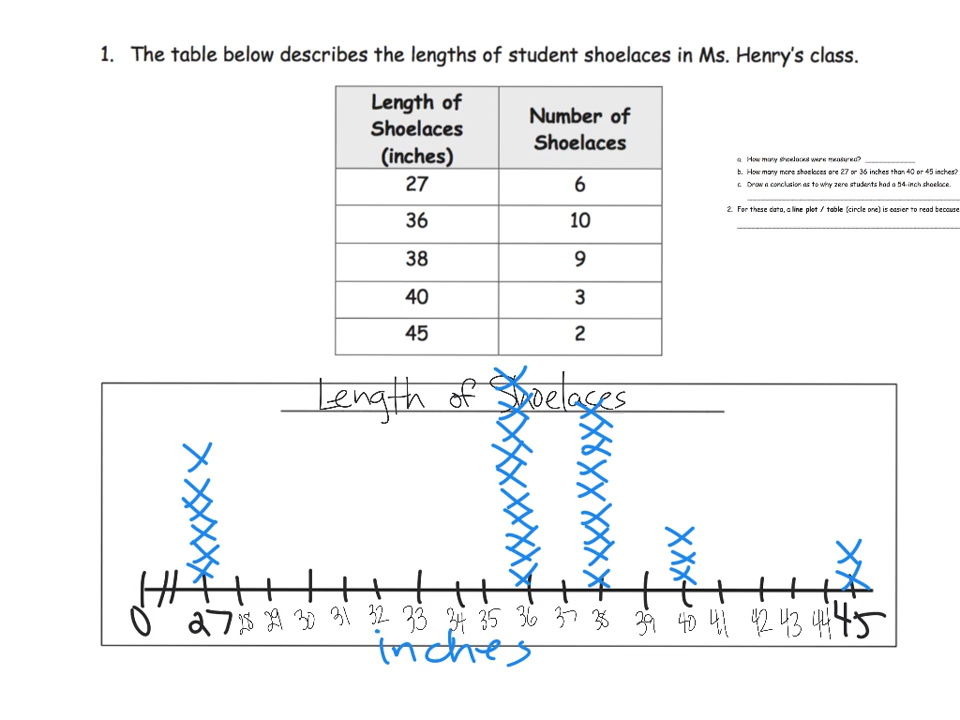 1. The table below describes the lengths of student shoelaces in Ms. Henry's class.
Length of Shoelaces (inches) Number of Shoelaces
27 6
36 10
38 9
40 3
45 2
a. How many shoelaces were measured?
b. How many more shoelaces are 27 or 36 inches than 40 or 45 inches?
c. Draw a conclusion as to why zero students had a 54-inch shoelace.
2. For these data, a line plot / table (circle one) is easier to read because
Length of Shoelaces
0 27 28 29 30 31 32 33 34 35 36 37 38 39 40 41 42 43 44 45
inches